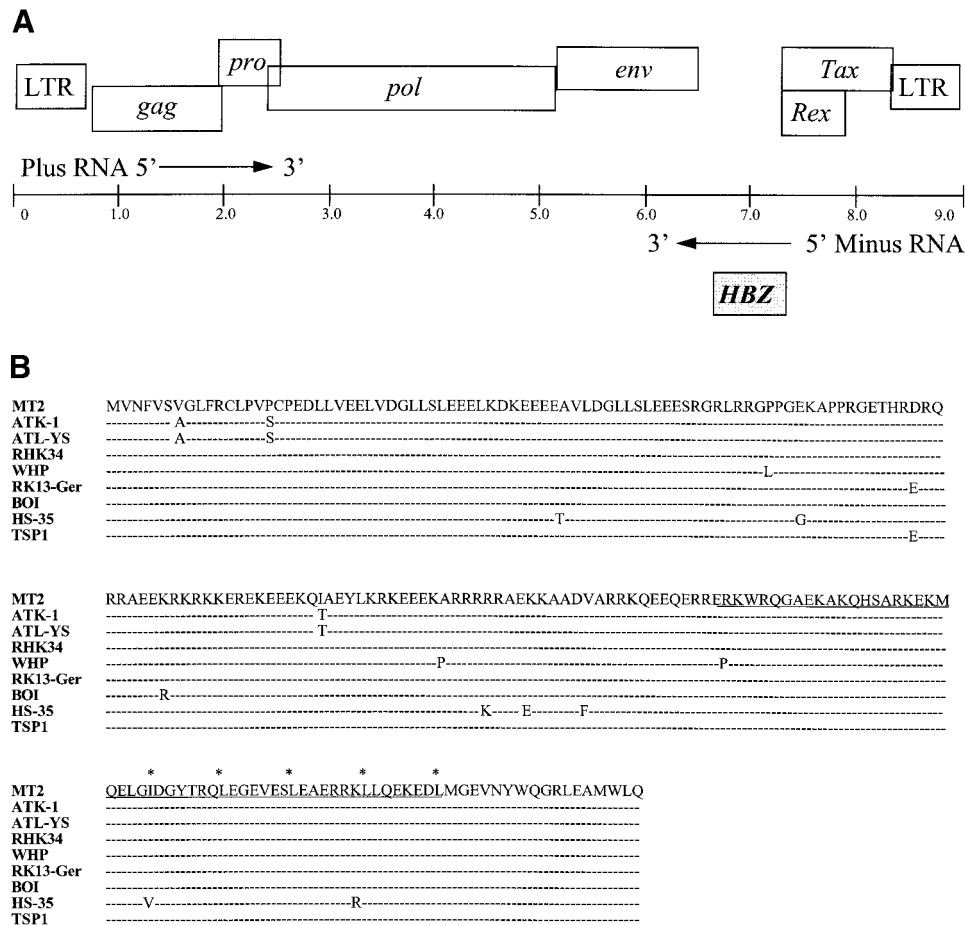 A
LTR gag pro pol env Tax Rex LTR
Plus RNA 5’ 3’
0 1.0 2.0 3.0 4.0 5.0 6.0 7.0 8.0 9.0
3’ 5’ Minus RNA
HBZ
B
MT2 MVNFVSVGLFRCLPVPCPEDLLVEELVDGLLSLEEELKDKEEEEAVLDGLLSLEEESRGRLRRGPPGEKAPPRGETHRDRQ
ATK-1 A S
ATL-YS A S
RHK34
WHP L
RK13-Ger E
BOI
HS-35 T G
TSP1 E
MT2 RRAEEKRKRKKEREKEEEKQIAEYLKRKEEEKARRRRRAEKKAADVARRKQEEQERRERKWRQGAEKAKQHSARKEKM
ATK-1 T
ATL-YS T
RHK34
WHP P P
RK13-Ger
BOI R
HS-35 K E F
TSP1
* * * * *
MT2 QELGIDGYTRQLEGEVESLEAERRKLLQEKEDLMGEVNYWQGRLEAMWLQ
ATK-1
ATL-YS
RHK34
WHP
RK13-Ger
BOI
HS-35 V R
TSP1